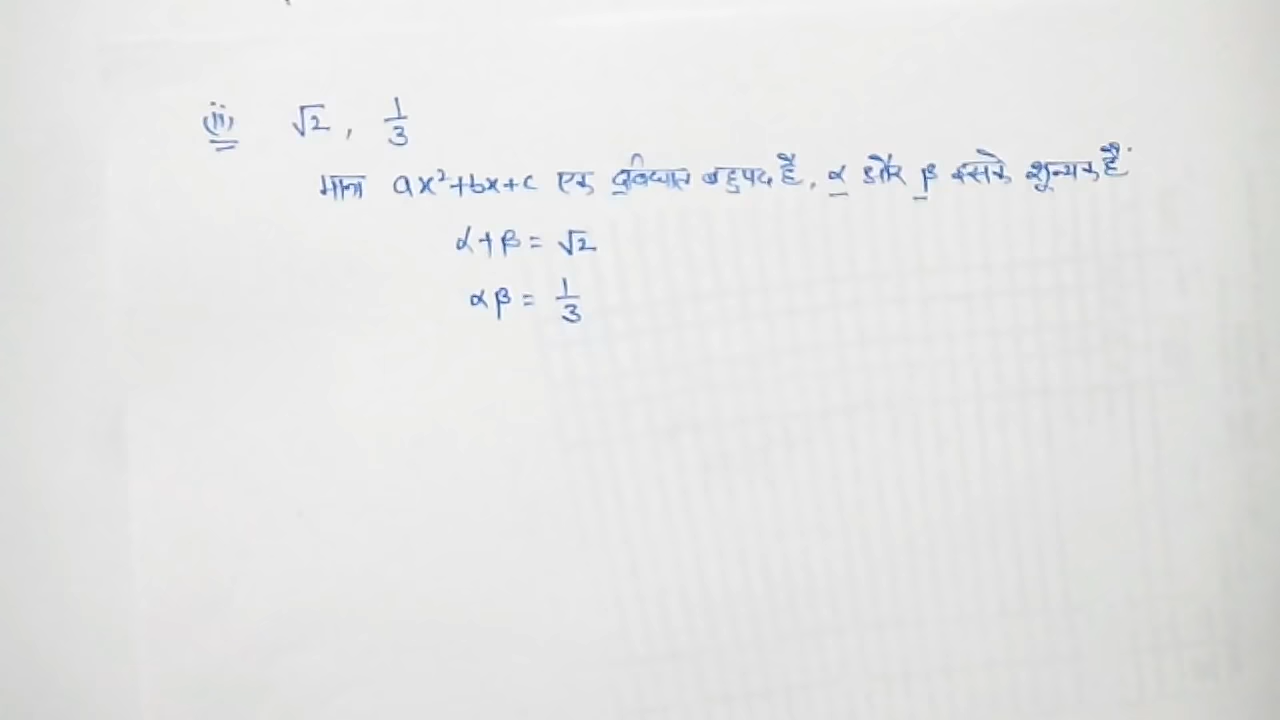 (ii) √2, 1/3
माना ax²+bx+c एक द्विघात बहुपद है, α और β इसके शून्यक हैं
α+β = √2
αβ = 1/3